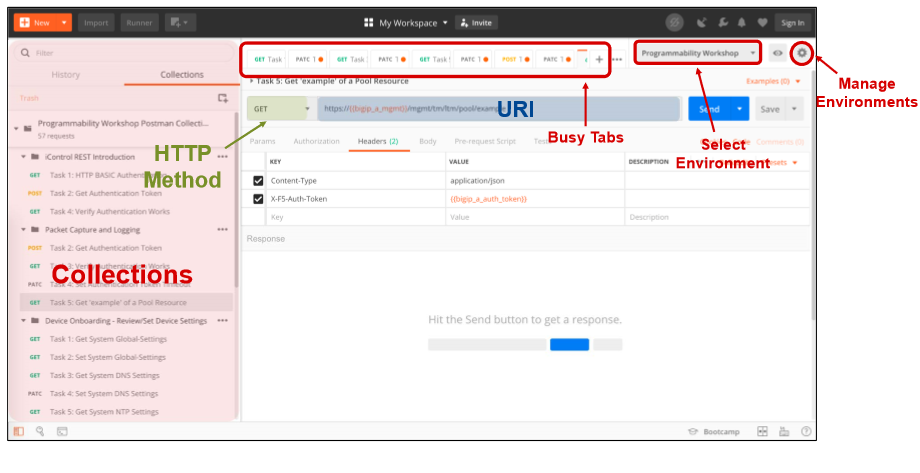 New
Import
Runner
My Workspace
Invite
Sign In
Filter
History
Collections
Trash
Programmability Workshop Postman Collecti...
57 requests
iControl REST Introduction
GET Task 1: HTTP BASIC Authentication
POST Task 2: Get Authentication Token
GET Task 4: Verify Authentication Works
Packet Capture and Logging
POST Task 2: Get Authentication Token
GET Task 3: Verify Authentication Works
PATC Task 4: Set Authentication Token Timeout
GET Task 5: Get 'example' of a Pool Resource
Device Onboarding - Review/Set Device Settings
GET Task 1: Get System Global-Settings
GET Task 2: Set System Global-Settings
GET Task 3: Get System DNS Settings
PATC Task 4: Set System DNS Settings
GET Task 5: Get System NTP Settings
Collections
GET Task
PATC 1
GET Task
PATC 1
GET Task
PATC 1
POST 1
PATC 1
Programmability Workshop
Task 5: Get 'example' of a Pool Resource
Examples (0)
GET
https://{{bigip_a_mgmt}}/mgmt/tm/ltm/pool/example
URI
Send
Save
Busy Tabs
HTTP
Method
Select
Environment
Manage
Environments
Params
Authorization
Headers (2)
Body
Pre-request Script
Tests
Comments (0)
KEY
VALUE
DESCRIPTION
Content-Type
application/json
X-F5-Auth-Token
{{bigip_a_auth_token}}
Key
Value
Description
Response
Hit the Send button to get a response.
Bootcamp